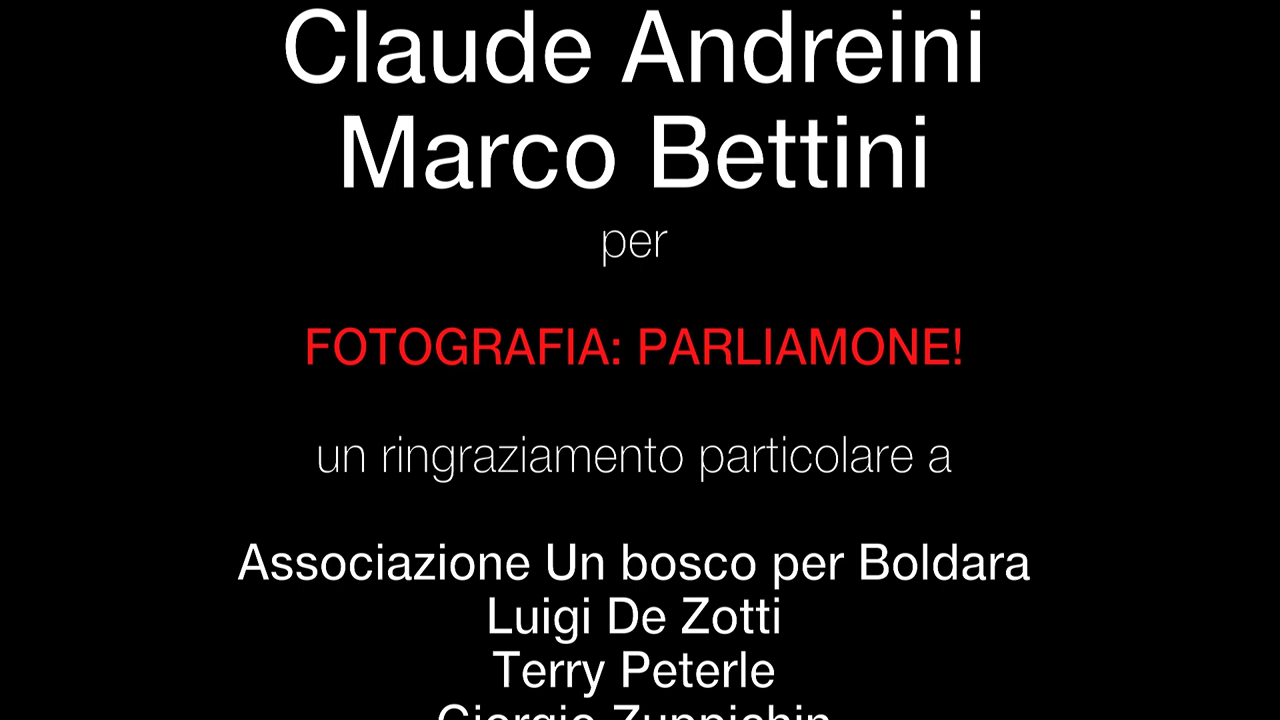 Claude Andreini
Marco Bettini
per
FOTOGRAFIA: PARLIAMONE!
un ringraziamento particolare a
Associazione Un bosco per Boldara
Luigi De Zotti
Terry Peterle
Giorgio